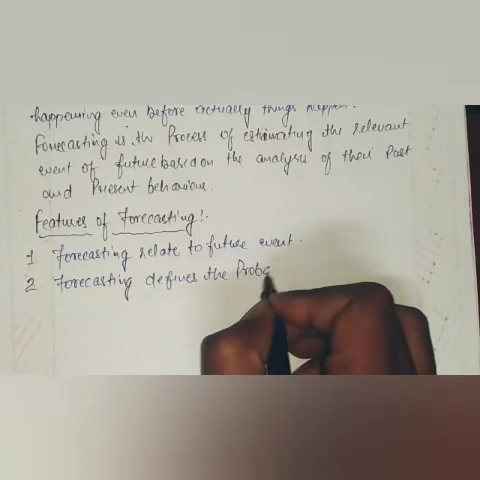 happening even before actually things happen.
Forecasting is the Process of estimating the relevant
event of future based on the analysis of their Past
and Present behaviour.
Features of Forecasting:.
1 Forecasting relate to future event.
2 Forecasting defines the Proba